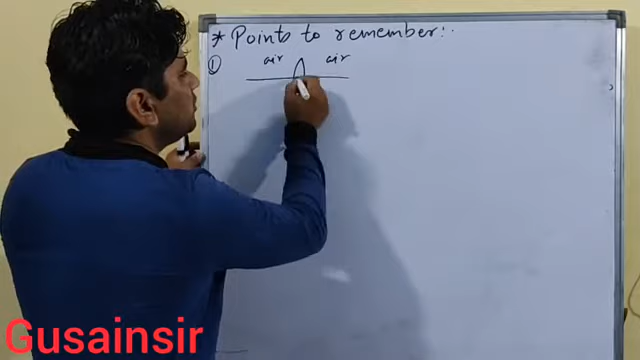 * Points to remember:-
① air air
Gusainsir